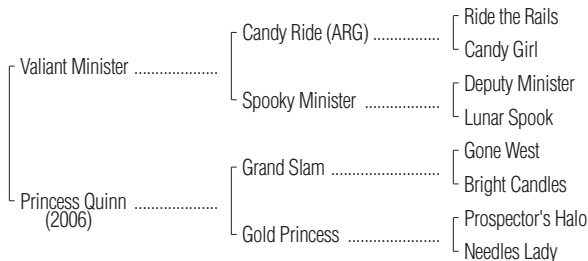 Ride the Rails
Candy Ride (ARG) ..................
Candy Girl
Valiant Minister ......................
Deputy Minister
Spooky Minister ....................
Lunar Spook
Gone West
Grand Slam ................................
Bright Candles
Princess Quinn ......................
(2006)
Prospector's Halo
Gold Princess ............................
Needles Lady